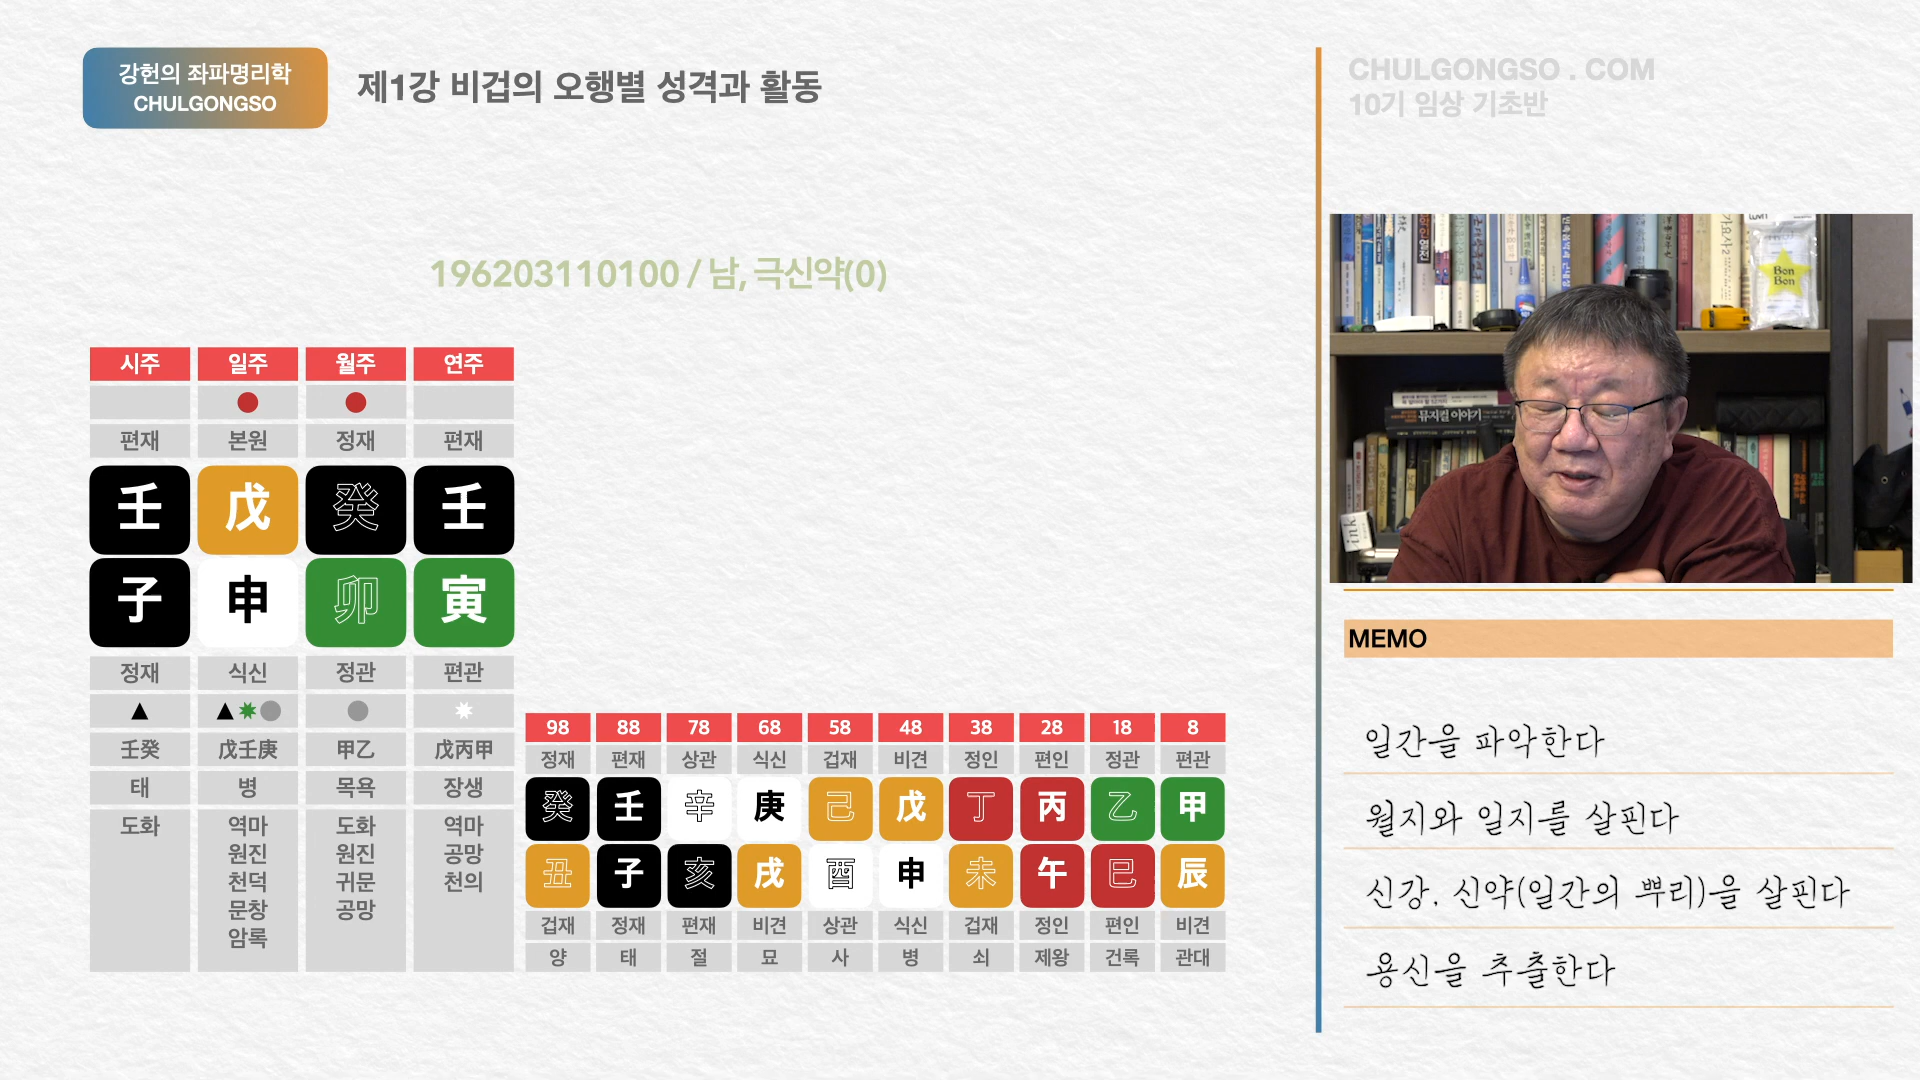 강헌의 좌파명리학
CHULGONGSO
제1강 비겁의 오행별 성격과 활동
CHULGONGSO . COM
10기 임상 기초반
196203110100 / 남, 극신약(0)
시주 일주 월주 연주
편재 본원 정재 편재
壬 戊 癸 壬
子 申 卯 寅
정재 식신 정관 편관
壬癸 戊壬庚 甲乙 戊丙甲
태 병 목욕 장생
도화 역마 도화 역마
원진 원진 공망
천덕 귀문 천의
문창 공망
암록
98 88 78 68 58 48 38 28 18 8
정재 편재 상관 식신 겁재 비견 정인 편인 정관 편관
癸 壬 辛 庚 己 戊 丁 丙 乙 甲
丑 子 亥 戌 酉 申 未 午 巳 辰
겁재 정재 편재 비견 상관 식신 겁재 정인 편인 비견
양 태 절 묘 사 병 쇠 제왕 건록 관대
Bon
Bon
뮤지컬 이야기
ink
MEMO
일간을 파악한다
월지와 일지를 살핀다
신강, 신약(일간의 뿌리)을 살핀다
용신을 추출한다